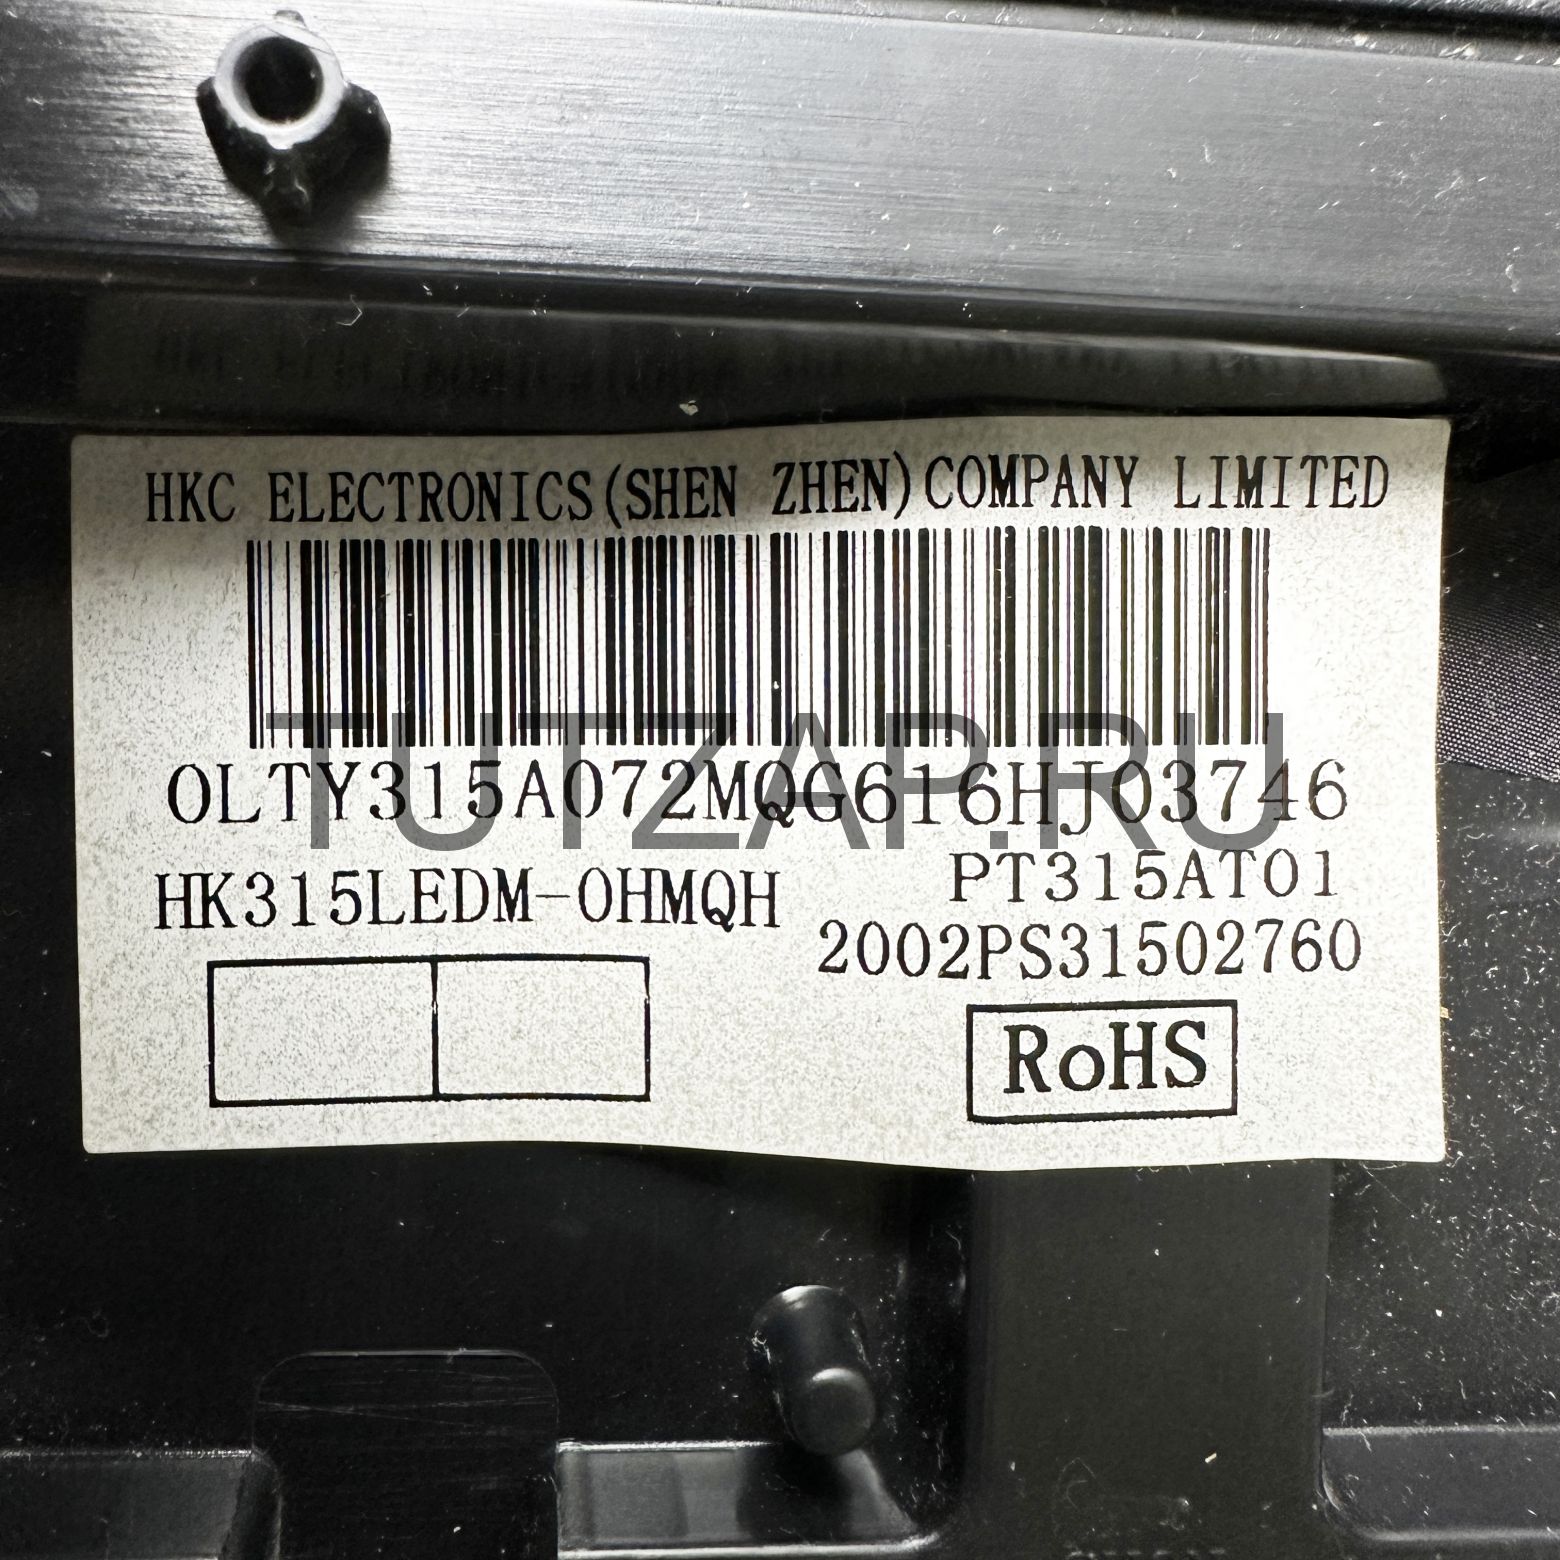 HKC ELECTRONICS(SHEN ZHEN)COMPANY LIMITED
TUTZAP.RU
OLTY315A072MQG616HJ03746
HK315LEDM-OHMQH
PT315AT01
2002PS31502760
RoHS